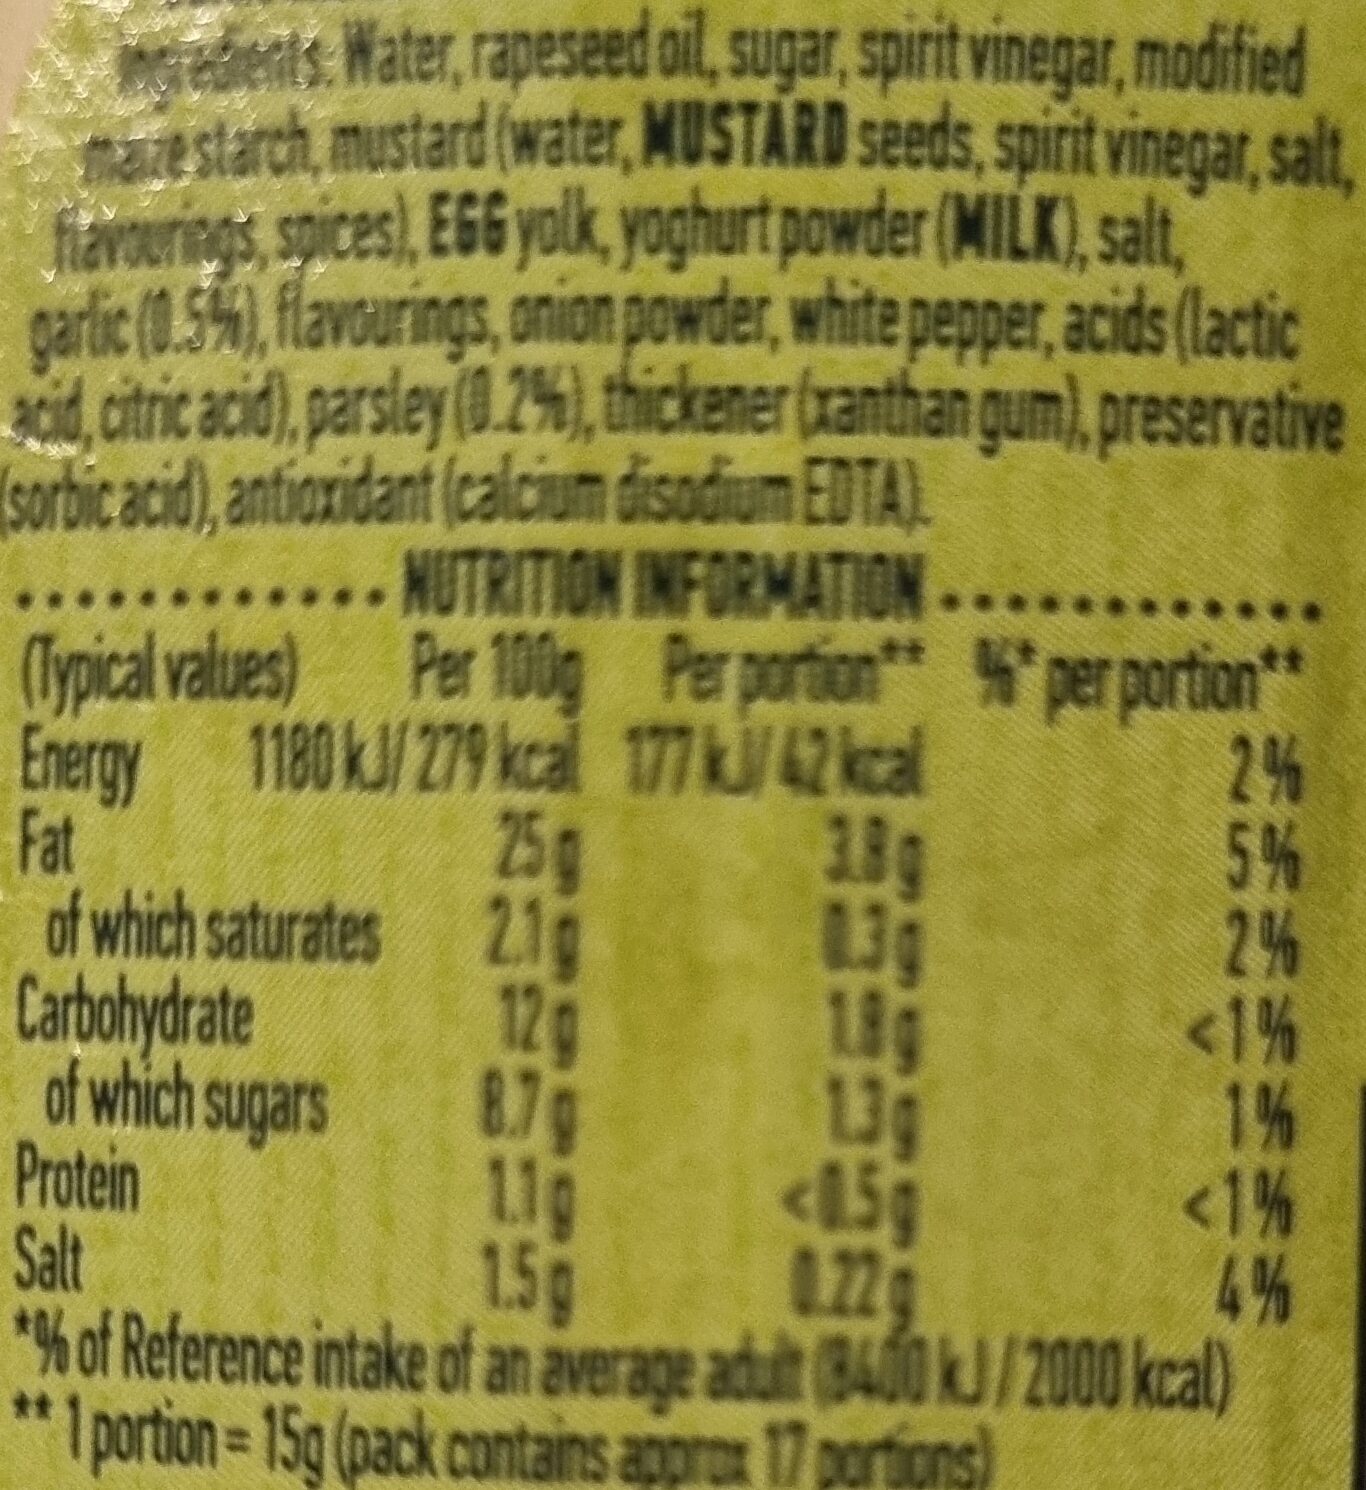 Ingredients: Water, rapeseed oil, sugar, spirit vinegar, modified
maize starch, mustard (water, MUSTARD seeds, spirit vinegar, salt,
flavourings, spices), EGG yolk, yoghurt powder (MILK), salt,
garlic (0.5%), flavourings, onion powder, white pepper, acids (lactic
acid, citric acid), parsley (0.2%), thickener (xanthan gum), preservative
(sorbic acid), antioxidant (calcium disodium EDTA).
NUTRITION INFORMATION
(Typical values) Per 100g Per portion** %* per portion**
Energy 1180 kJ/ 279 kcal 177 kJ/ 42 kcal 2%
Fat 25 g 3.8 g 5%
of which saturates 2.1 g 0.3 g 2%
Carbohydrate 12 g 1.8 g <1%
of which sugars 8.7 g 1.3 g 1%
Protein 1.1 g <0.5 g <1%
Salt 1.5 g 0.22 g 4%
*% of Reference intake of an average adult (8400 kJ / 2000 kcal)
** 1 portion = 15g (pack contains approx 17 portions)